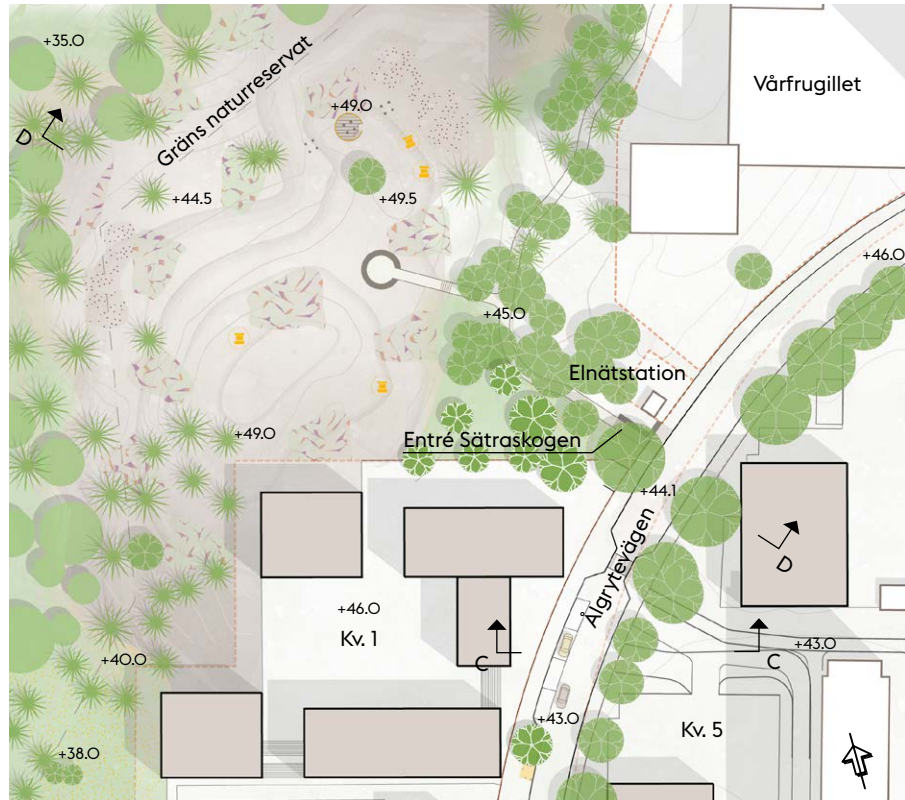 +35.0
Gräns naturreservat
+49.0
Vårfrugillet
D
+44.5
+49.5
+46.0
+45.0
Elnätstation
Entré Sätraskogen
+49.0
+44.1
Ålgrytevägen
D
+46.0
Kv. 1
C
+43.0
C
+40.0
+43.0
Kv. 5
+38.0